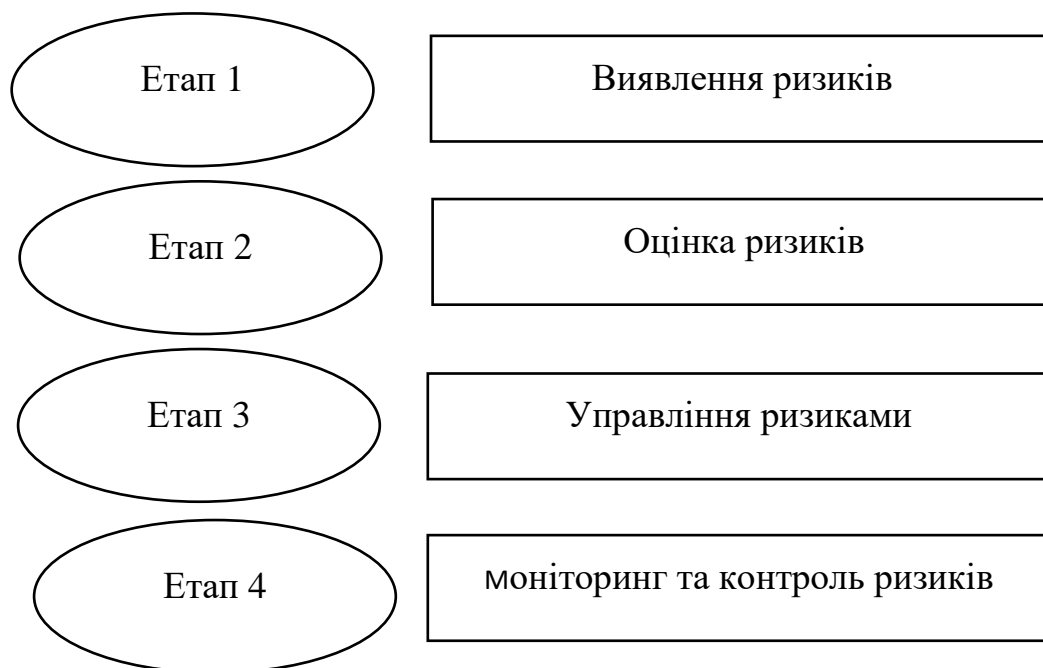 Етап 1
Виявлення ризиків
Етап 2
Оцінка ризиків
Етап 3
Управління ризиками
Етап 4
моніторинг та контроль ризиків